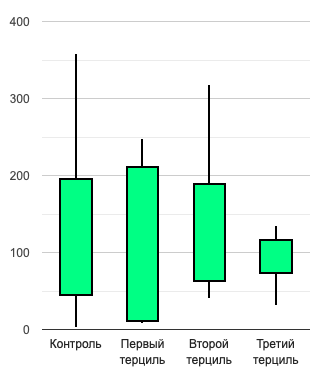 400
300
200
100
0
Контроль
Первый
терциль
Второй
терциль
Третий
терциль